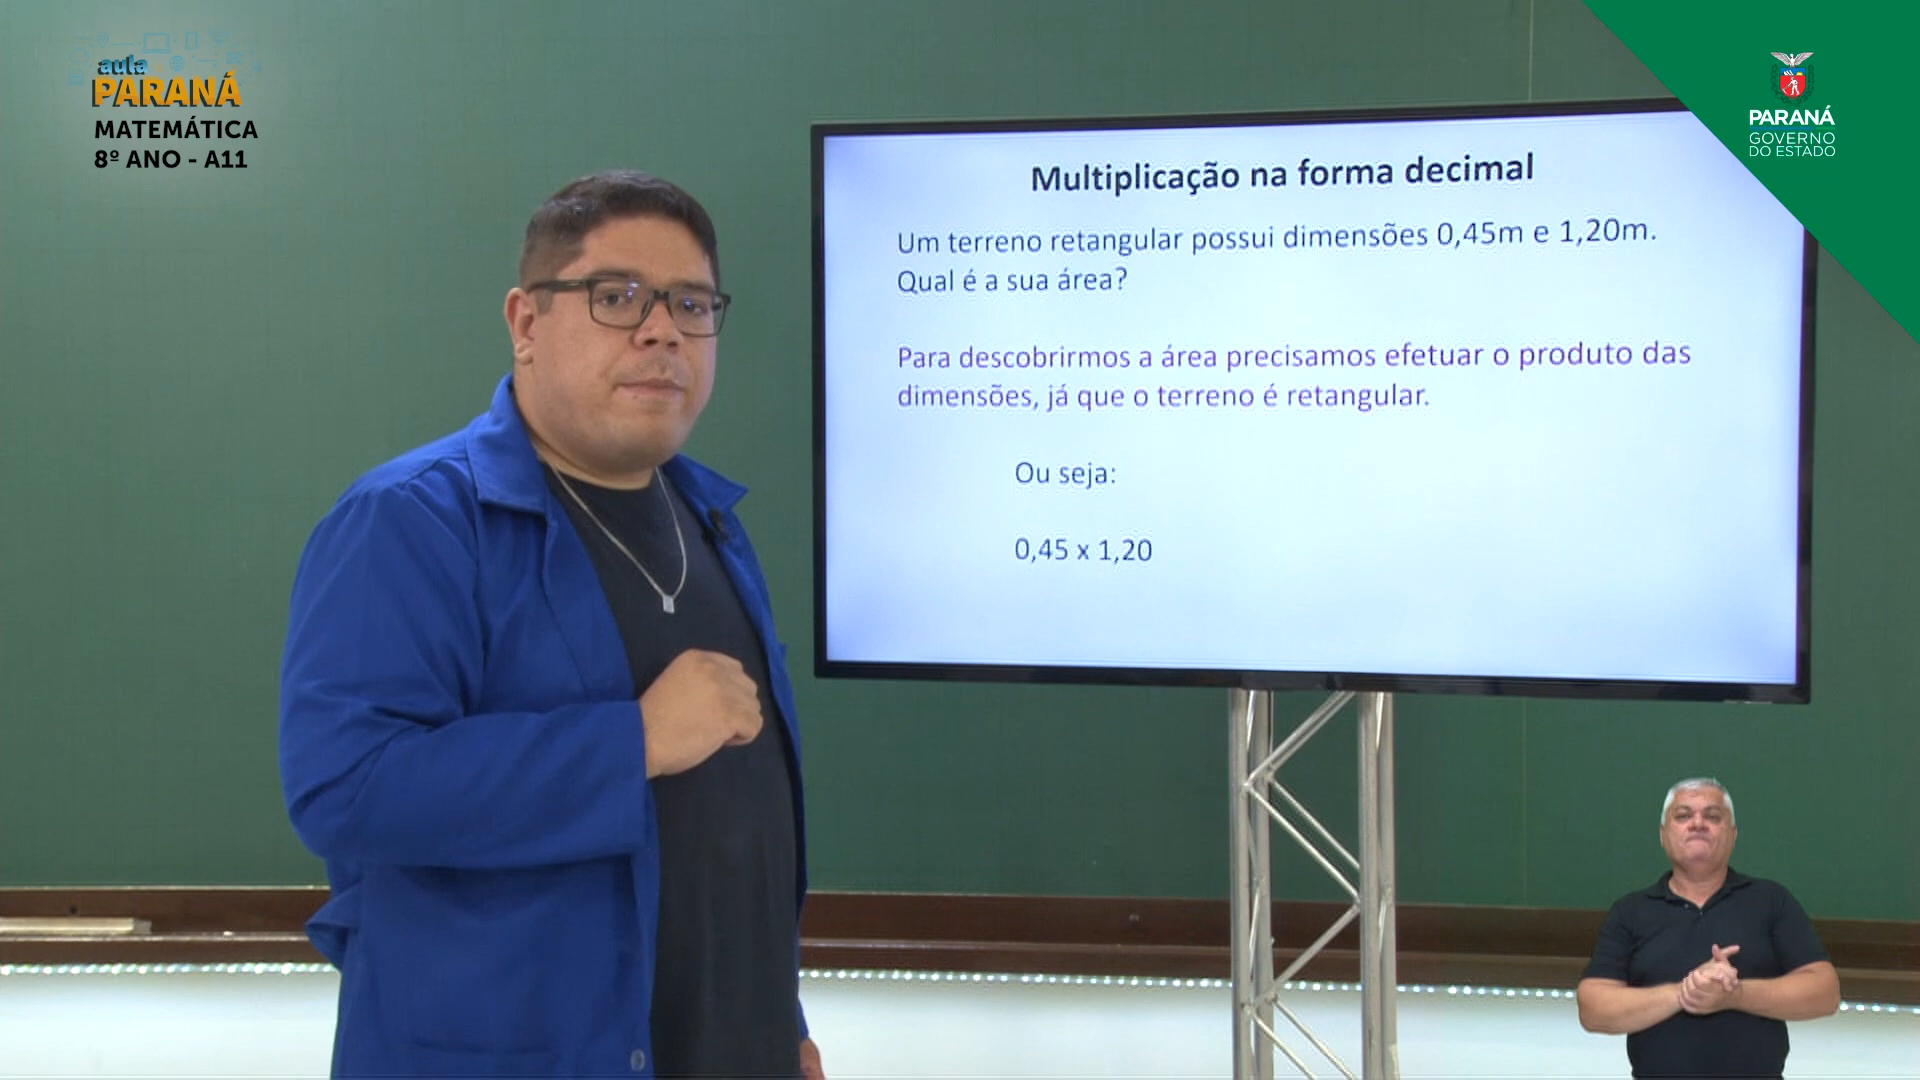 aula
PARANÁ
MATEMÁTICA
8º ANO - A11
PARANÁ
GOVERNO
DO ESTADO
Multiplicação na forma decimal
Um terreno retangular possui dimensões 0,45m e 1,20m.
Qual é a sua área?
Para descobrirmos a área precisamos efetuar o produto das
dimensões, já que o terreno é retangular.
Ou seja:
0,45 x 1,20